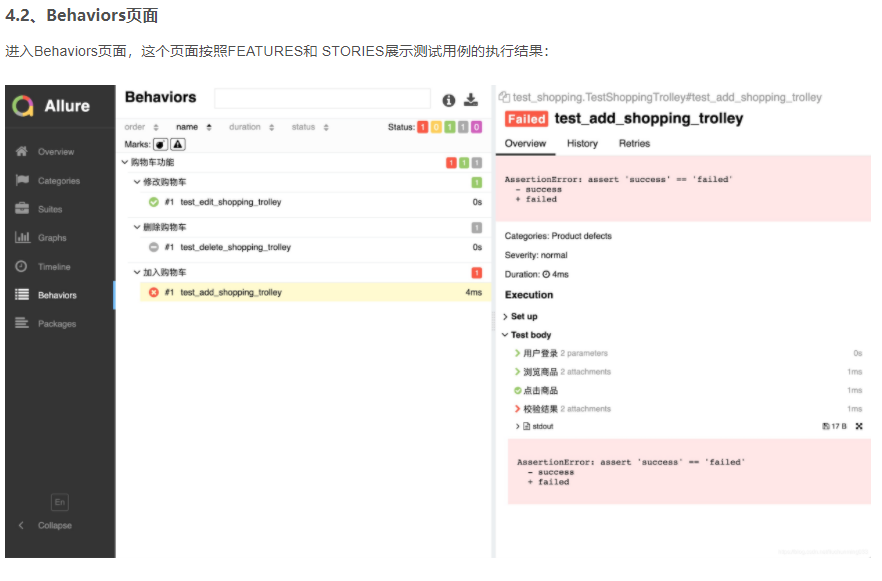 4.2、Behaviors页面
进入Behaviors页面，这个页面按照FEATURES和 STORIES展示测试用例的执行结果：
Allure
Overview
Categories
Suites
Graphs
Timeline
Behaviors
Packages
En
Collapse
Behaviors
order name duration status Status: 1 0 1 1 0
Marks:
购物车功能 1 1 1
修改购物车 1
#1 test_edit_shopping_trolley 0s
删除购物车 1
#1 test_delete_shopping_trolley 0s
加入购物车 1
#1 test_add_shopping_trolley 4ms
test_shopping.TestShoppingTrolley#test_add_shopping_trolley
Failed test_add_shopping_trolley
Overview History Retries
AssertionError: assert 'success' == 'failed'
- success
+ failed
Categories: Product defects
Severity: normal
Duration: 4ms
Execution
Set up
Test body
用户登录 2 parameters 0s
浏览商品 2 attachments 1ms
点击商品 1ms
校验结果 2 attachments 1ms
stdout 17 B
AssertionError: assert 'success' == 'failed'
- success
+ failed